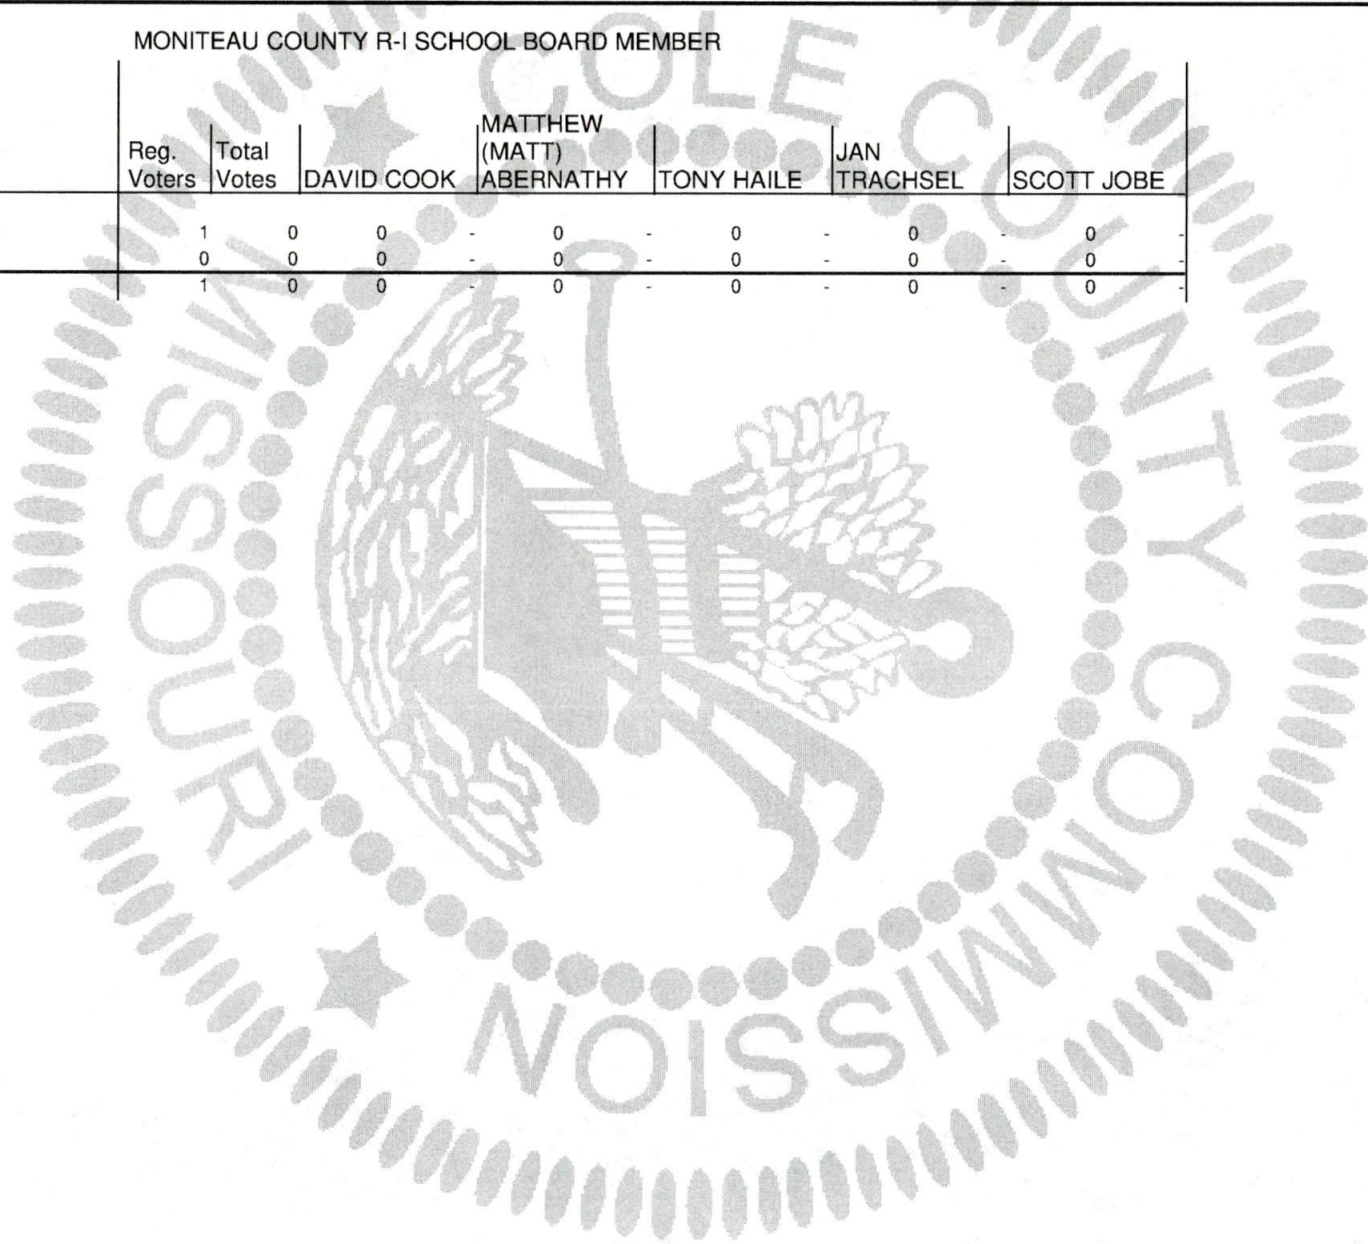 MONITEAU COUNTY R-I SCHOOL BOARD MEMBER
Reg. Voters Total Votes DAVID COOK MATTHEW (MATT) ABERNATHY TONY HAILE JAN TRACHSEL SCOTT JOBE
1 0 0 - 0 - 0 - 0 - 0 -
0 0 0 - 0 - 0 - 0 - 0 -
1 0 0 - 0 - 0 - 0 - 0 -
COLE COUNTY COMMISSION
MISSOURI